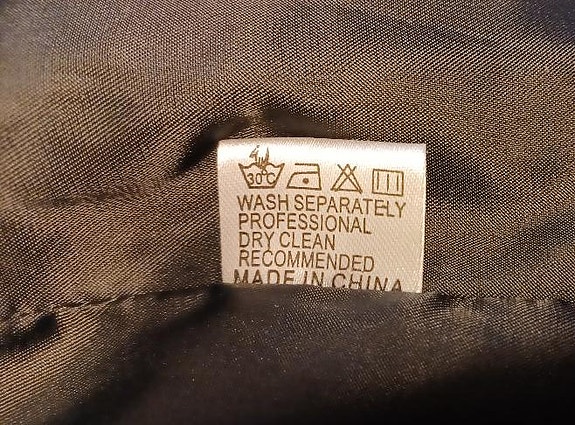 30°C
WASH SEPARATELY
PROFESSIONAL
DRY CLEAN
RECOMMENDED
MADE IN CHINA